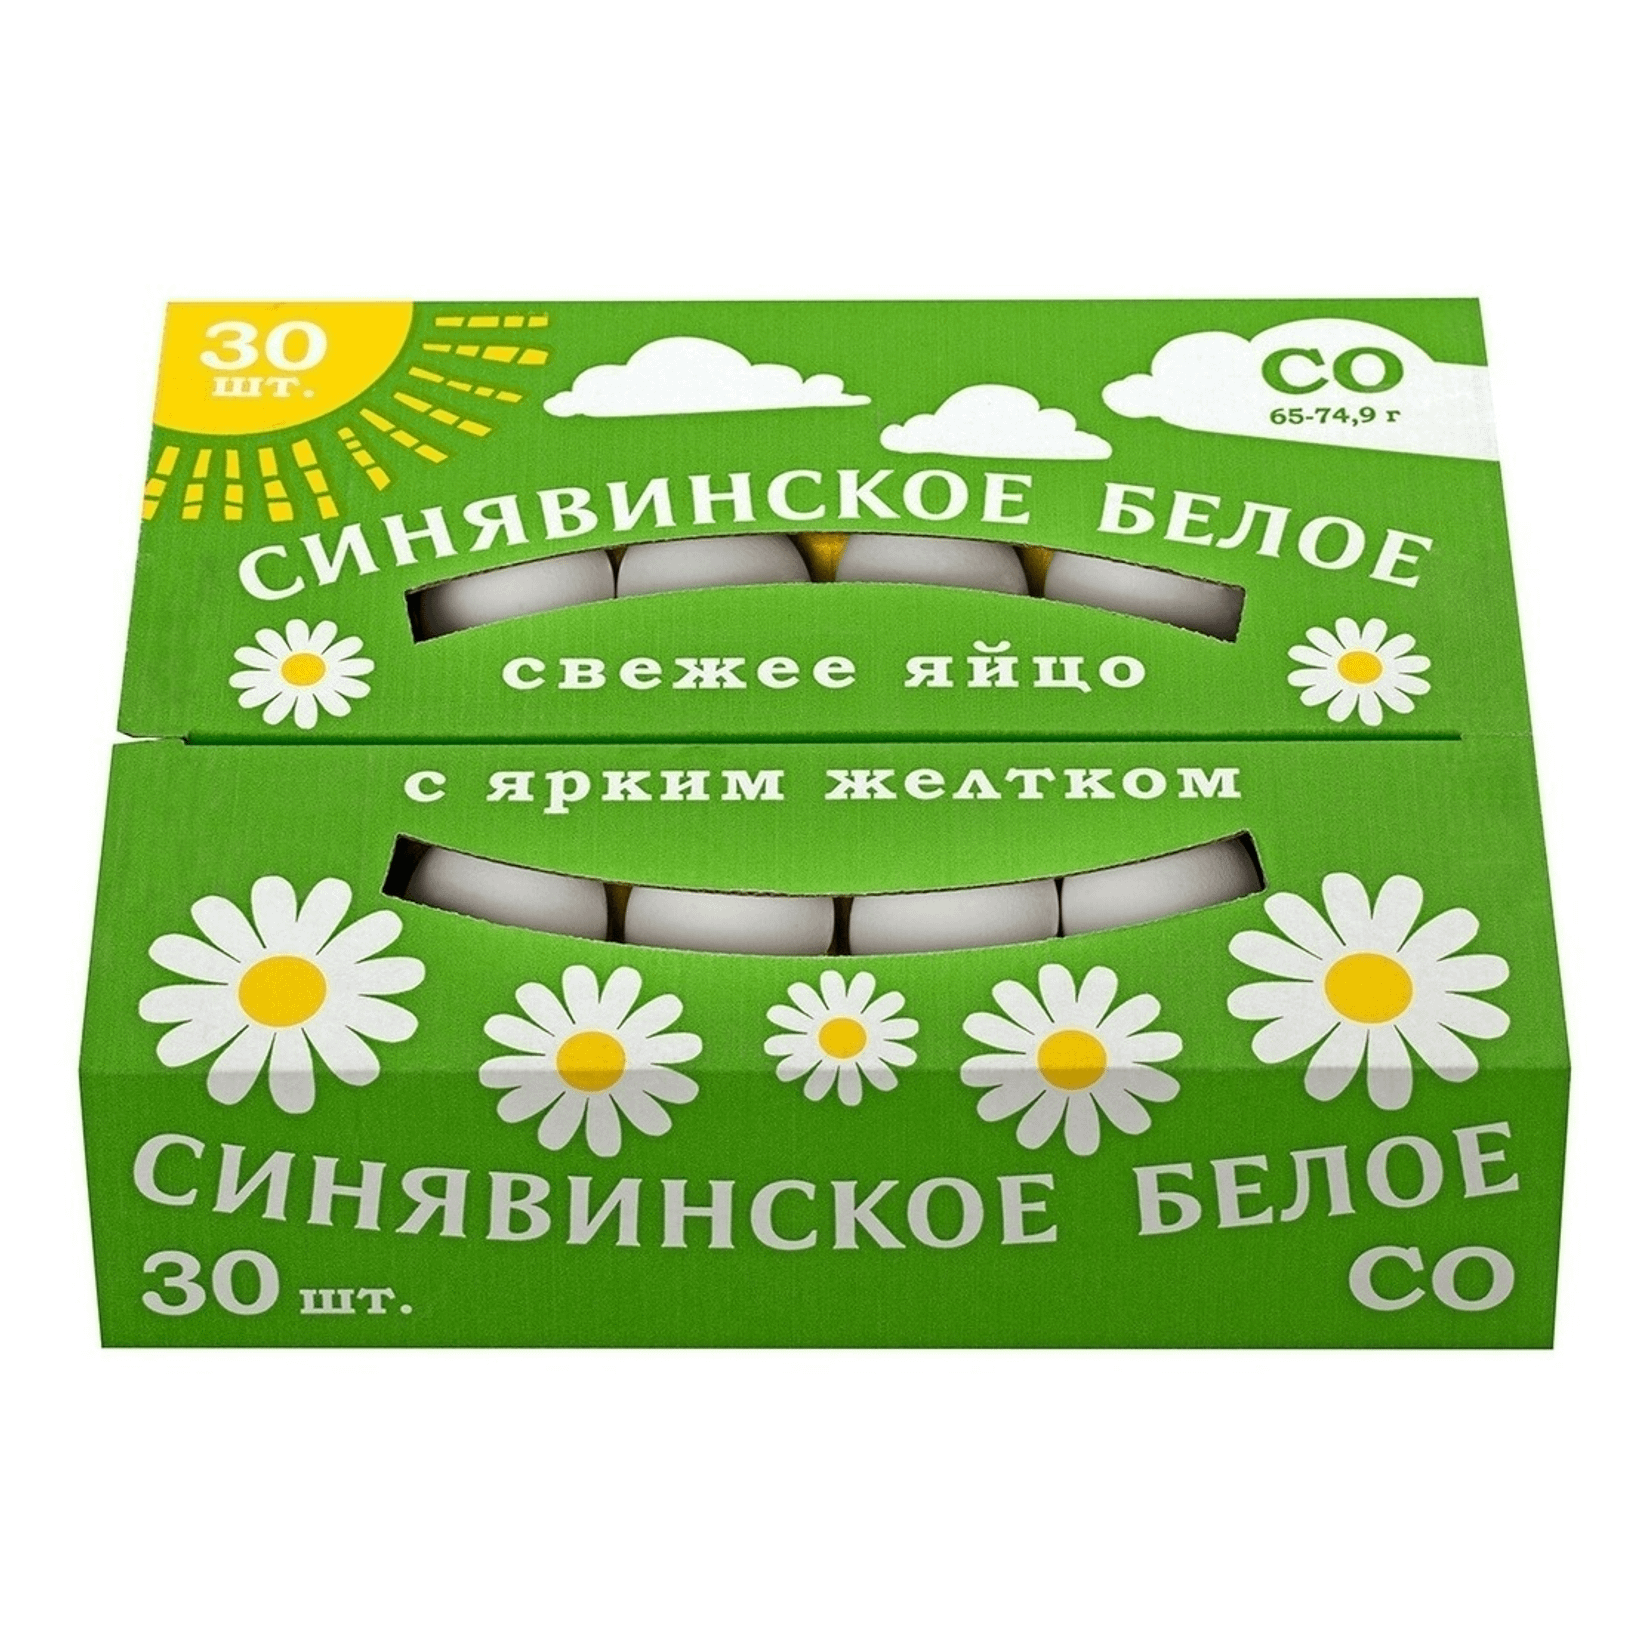 30
шт.
СО
65-74,9 г
СИНЯВИНСКОЕ БЕЛОЕ
свежее яйцо
с ярким желтком
СИНЯВИНСКОЕ БЕЛОЕ
30 шт.
СО